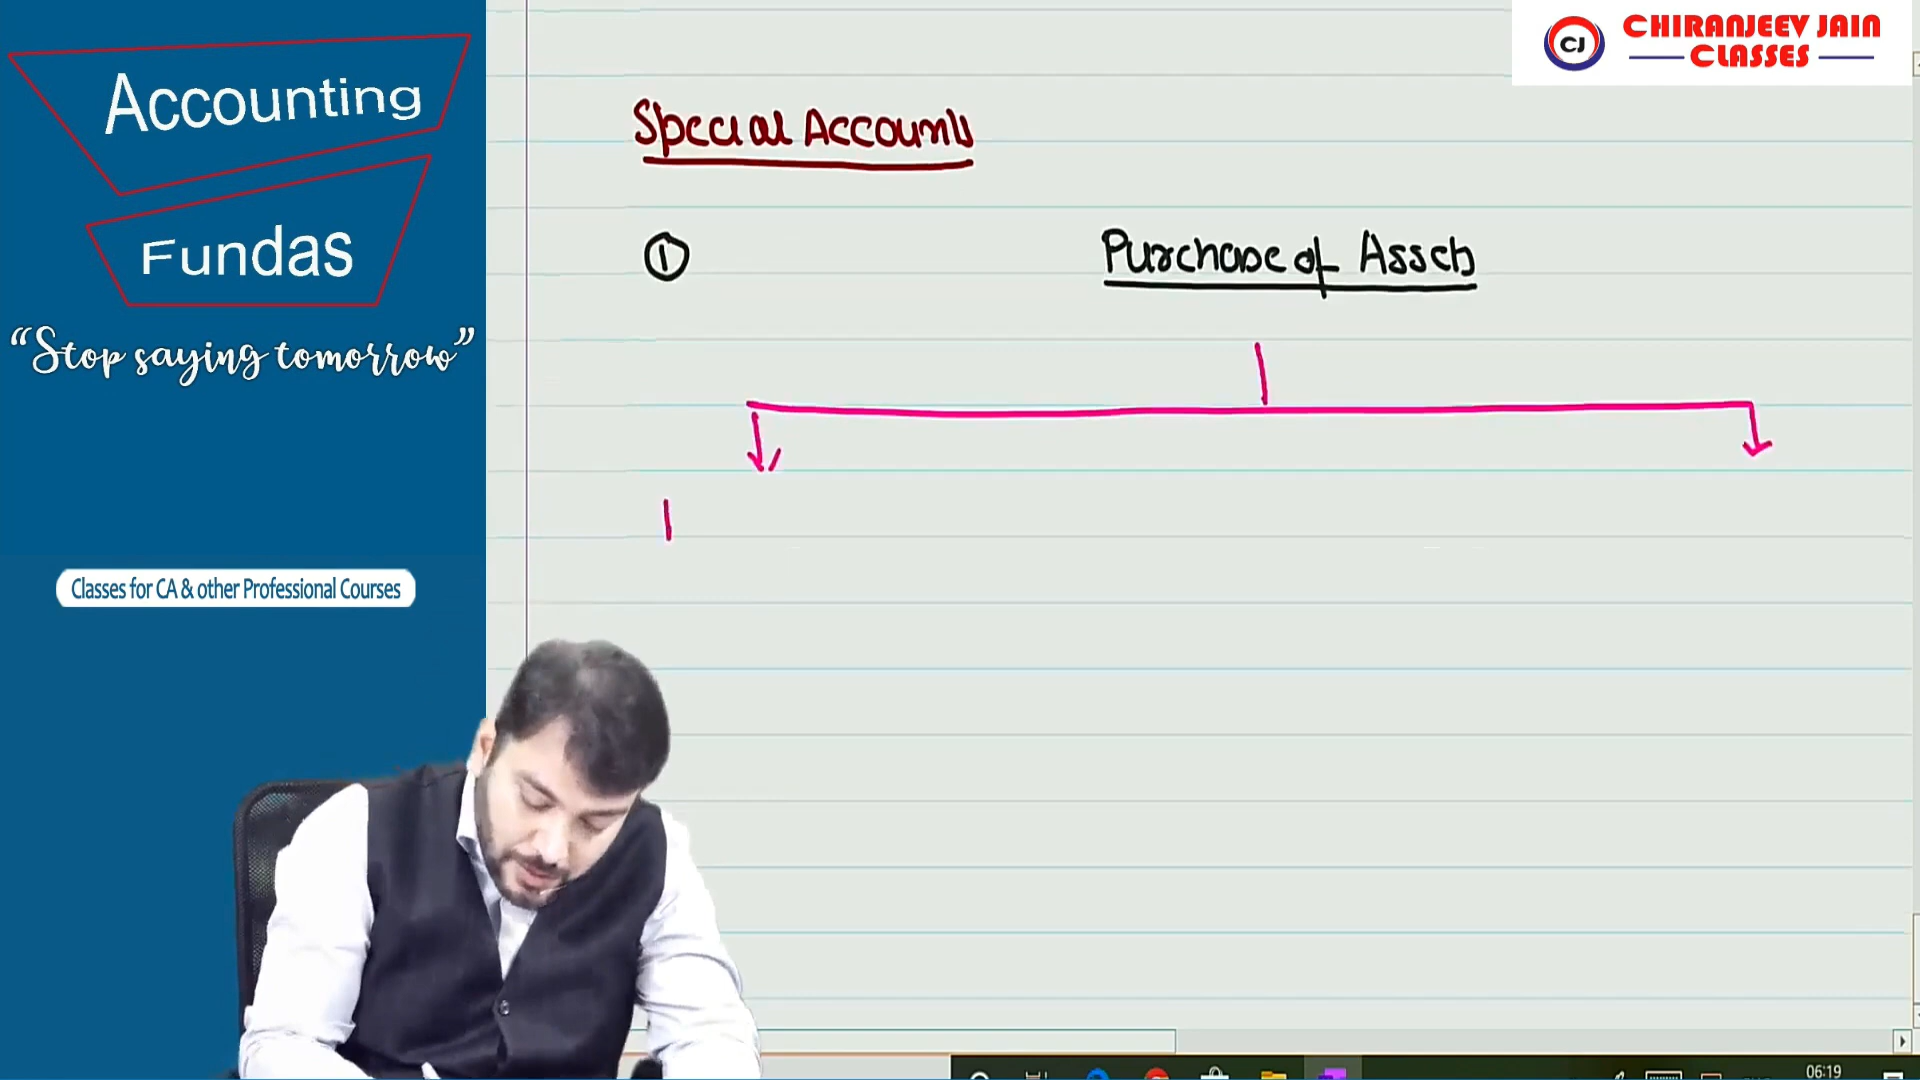 Accounting
Fundas
“Stop saying tomorrow”
Classes for CA & other Professional Courses
CJ
CHIRANJEEV JAIN
CLASSES
Special Accounts
1
Purchase of Assets
06:19